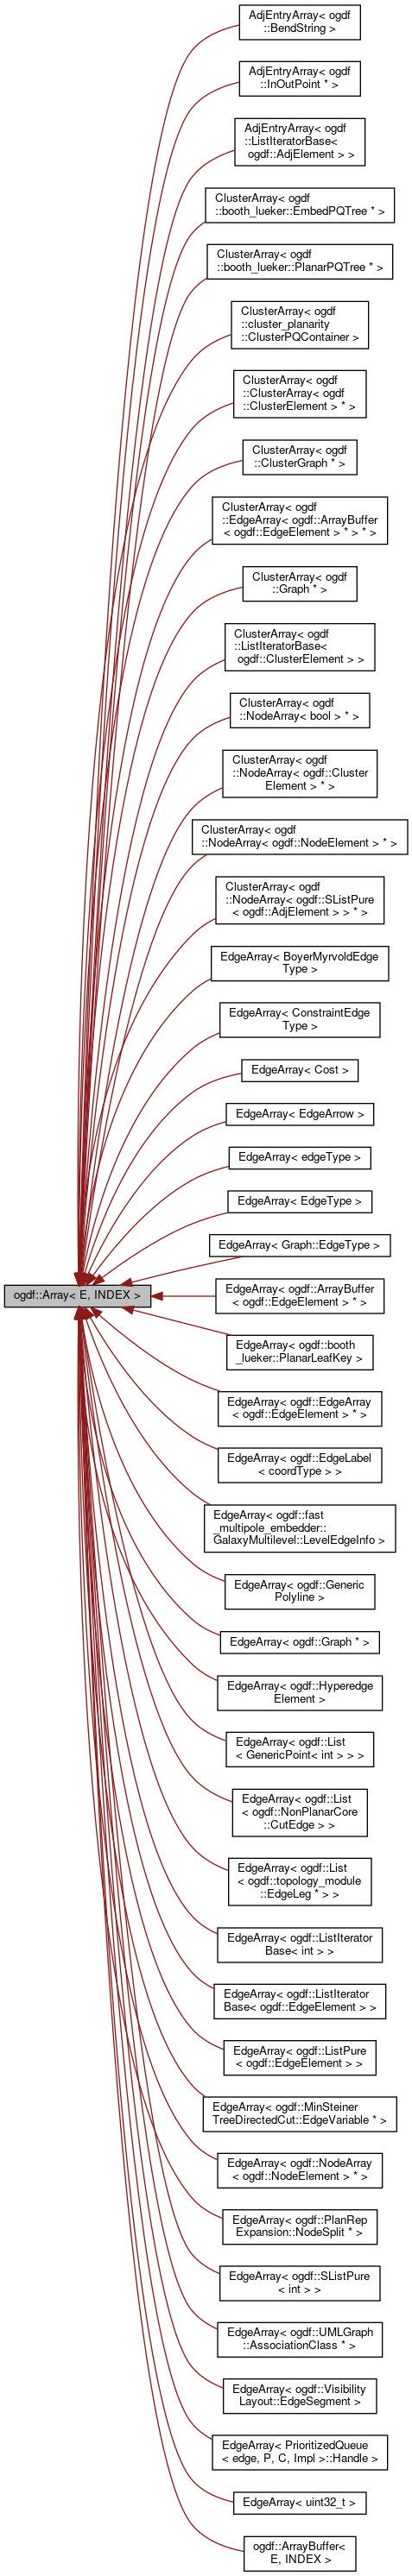 AdjEntryArray< ogdf
::BendString >
AdjEntryArray< ogdf
::InOutPoint * >
AdjEntryArray< ogdf
::ListIteratorBase<
ogdf::AdjElement > >
ClusterArray< ogdf
::booth_lueker::EmbedPQTree * >
ClusterArray< ogdf
::booth_lueker::PlanarPQTree * >
ClusterArray< ogdf
::cluster_planarity
::ClusterPQContainer >
ClusterArray< ogdf
::ClusterArray< ogdf
::ClusterElement > * >
ClusterArray< ogdf
::ClusterGraph * >
ClusterArray< ogdf
::EdgeArray< ogdf::ArrayBuffer
< ogdf::EdgeElement > * > * >
ClusterArray< ogdf
::Graph * >
ClusterArray< ogdf
::ListIteratorBase<
ogdf::ClusterElement > >
ClusterArray< ogdf
::NodeArray< bool > * >
ClusterArray< ogdf
::NodeArray< ogdf::Cluster
Element > * >
ClusterArray< ogdf
::NodeArray< ogdf::NodeElement > * >
ClusterArray< ogdf
::NodeArray< ogdf::SListPure
< ogdf::AdjElement > > * >
EdgeArray< BoyerMyrvoldEdge
Type >
EdgeArray< ConstraintEdge
Type >
EdgeArray< Cost >
EdgeArray< EdgeArrow >
EdgeArray< edgeType >
EdgeArray< EdgeType >
EdgeArray< Graph::EdgeType >
ogdf::Array< E, INDEX >
EdgeArray< ogdf::ArrayBuffer
< ogdf::EdgeElement > * >
EdgeArray< ogdf::booth
_lueker::PlanarLeafKey >
EdgeArray< ogdf::EdgeArray
< ogdf::EdgeElement > * >
EdgeArray< ogdf::EdgeLabel
< coordType > >
EdgeArray< ogdf::fast
_multipole_embedder::
GalaxyMultilevel::LevelEdgeInfo >
EdgeArray< ogdf::Generic
Polyline >
EdgeArray< ogdf::Graph * >
EdgeArray< ogdf::Hyperedge
Element >
EdgeArray< ogdf::List
< GenericPoint< int > > >
EdgeArray< ogdf::List
< ogdf::NonPlanarCore
::CutEdge > >
EdgeArray< ogdf::List
< ogdf::topology_module
::EdgeLeg * > >
EdgeArray< ogdf::ListIterator
Base< int > >
EdgeArray< ogdf::ListIterator
Base< ogdf::EdgeElement > >
EdgeArray< ogdf::ListPure
< ogdf::EdgeElement > >
EdgeArray< ogdf::MinSteiner
TreeDirectedCut::EdgeVariable * >
EdgeArray< ogdf::NodeArray
< ogdf::NodeElement > * >
EdgeArray< ogdf::PlanRep
Expansion::NodeSplit * >
EdgeArray< ogdf::SListPure
< int > >
EdgeArray< ogdf::UMLGraph
::AssociationClass * >
EdgeArray< ogdf::Visibility
Layout::EdgeSegment >
EdgeArray< PrioritizedQueue
< edge, P, C, Impl >::Handle >
EdgeArray< uint32_t >
ogdf::ArrayBuffer<
E, INDEX >